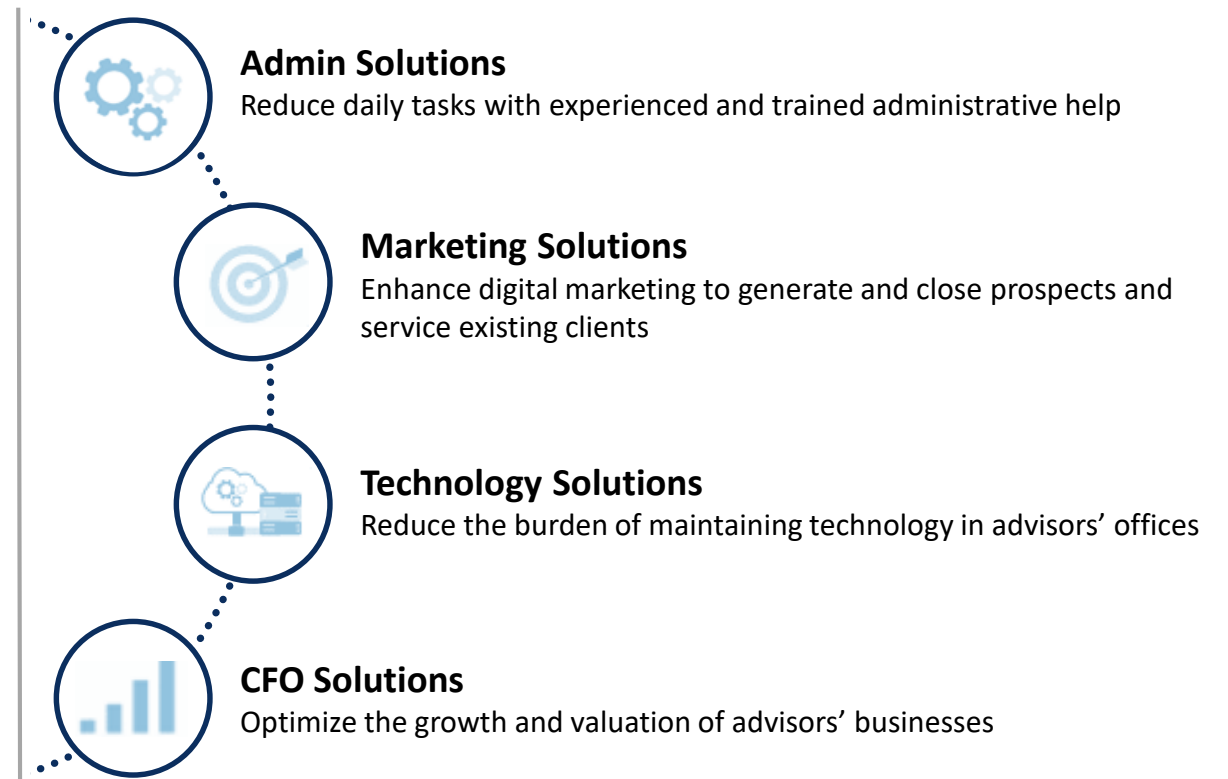 Admin Solutions
Reduce daily tasks with experienced and trained administrative help
Marketing Solutions
Enhance digital marketing to generate and close prospects and
service existing clients
Technology Solutions
Reduce the burden of maintaining technology in advisors’ offices
CFO Solutions
Optimize the growth and valuation of advisors’ businesses